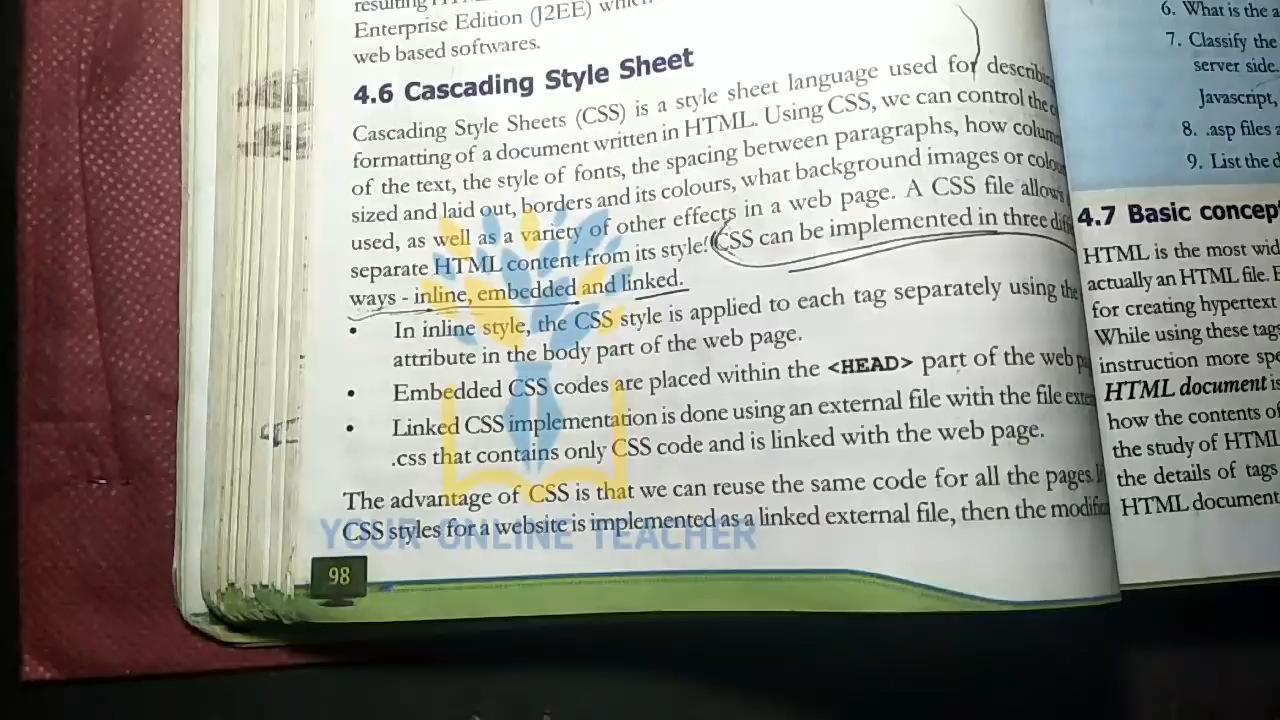 Enterprise Edition (J2EE)
web based softwares.
4.6 Cascading Style Sheet
Cascading Style Sheets (CSS) is a style sheet language used for
formatting of a document written in HTML. Using CSS, we can control the
of the text, the style of fonts, the spacing between paragraphs, how
sized and laid out, borders and its colours, what background images or
used, as well as a variety of other effects in a web page. A CSS file
separate HTML content from its style. CSS can be implemented in three
ways - inline, embedded and linked.
• In inline style, the CSS style is applied to each tag separately using the
attribute in the body part of the web page.
• Embedded CSS codes are placed within the <HEAD> part of the web
• Linked CSS implementation is done using an external file with the file
.css that contains only CSS code and is linked with the web page.
The advantage of CSS is that we can reuse the same code for all the pages.
CSS styles for a website is implemented as a linked external file, then the
YOUR ONLINE TEACHER
98
6. What is the
7. Classify the
server side.
Javascript,
8. .asp files
9. List the
4.7 Basic
HTML is the most
actually an HTML file.
for creating hypertext
While using these
instruction more
HTML document
how the contents of
the study of HTML
the details of tags
HTML document